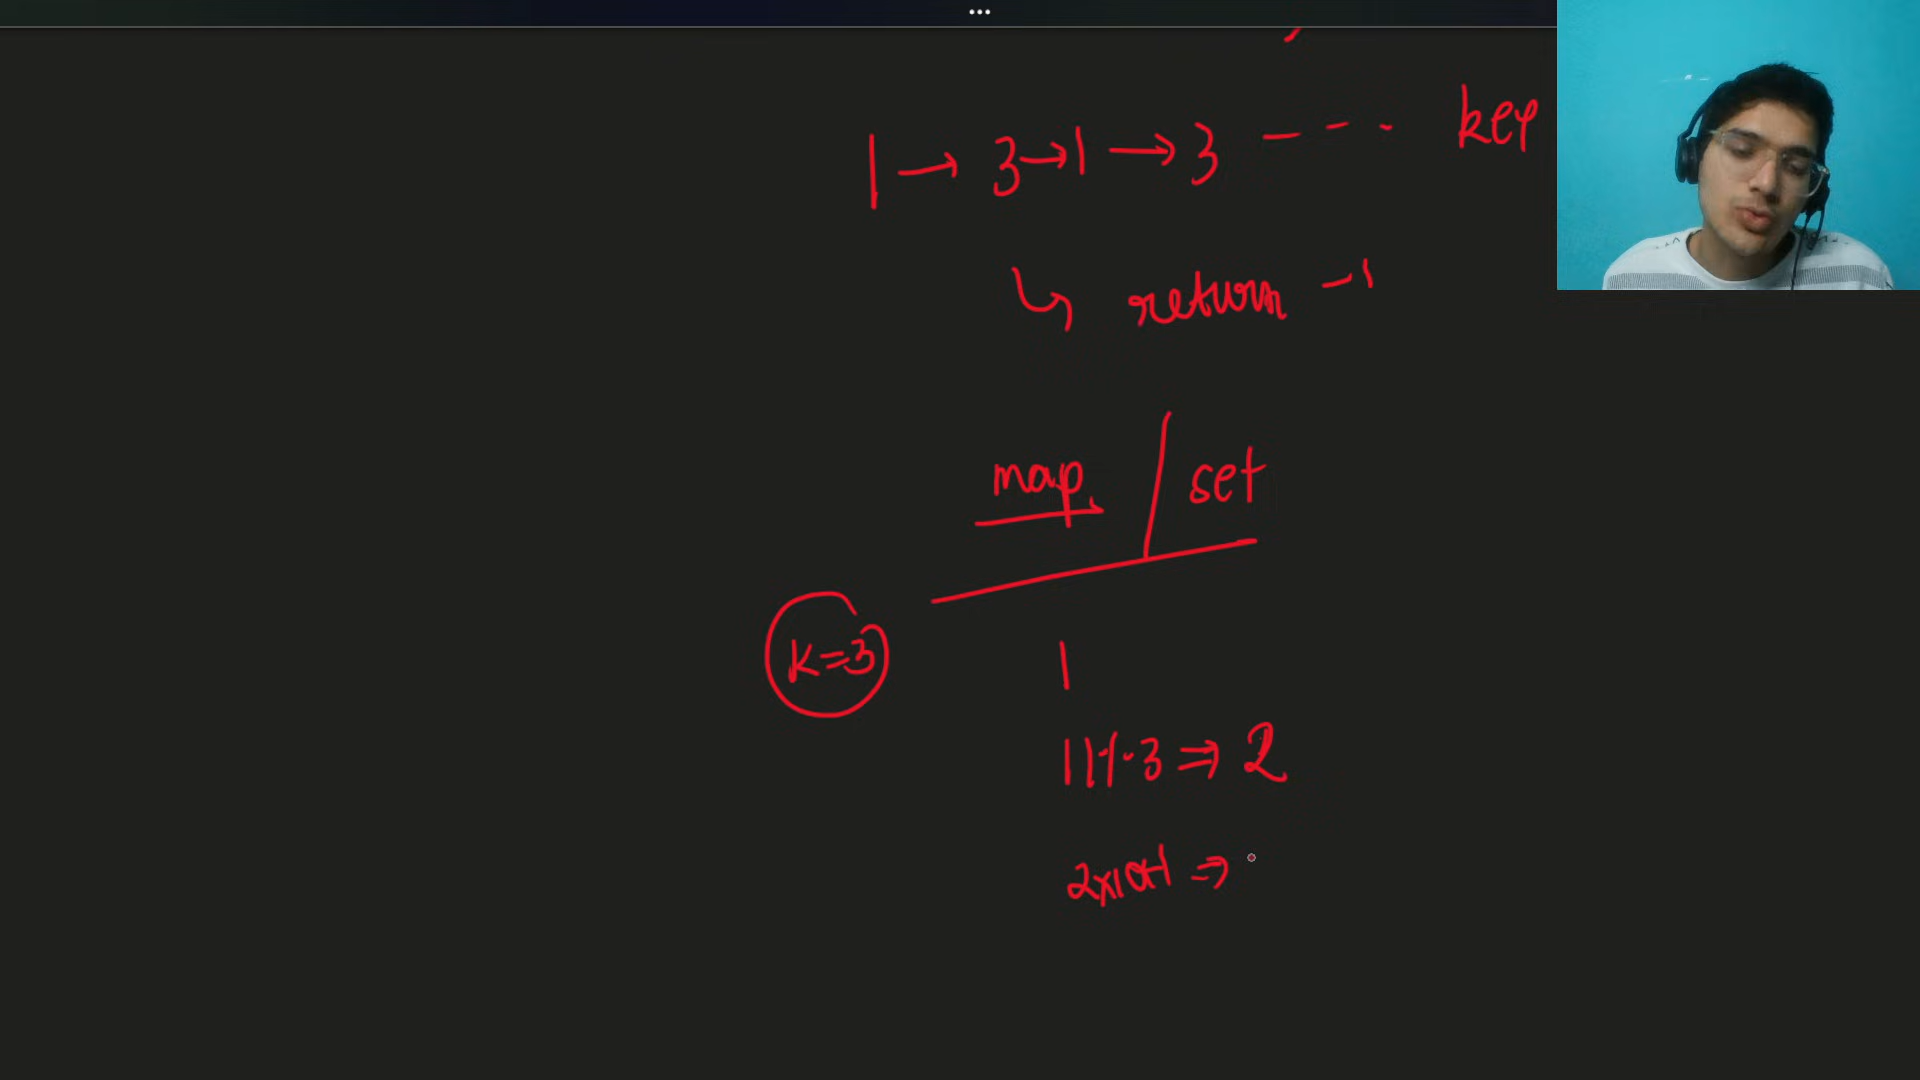 1 → 3 → 1 → 3 - - - key
↳ return -1
map / set
k=3
1
11 % 3 ⇒ 2
2x10+1 ⇒